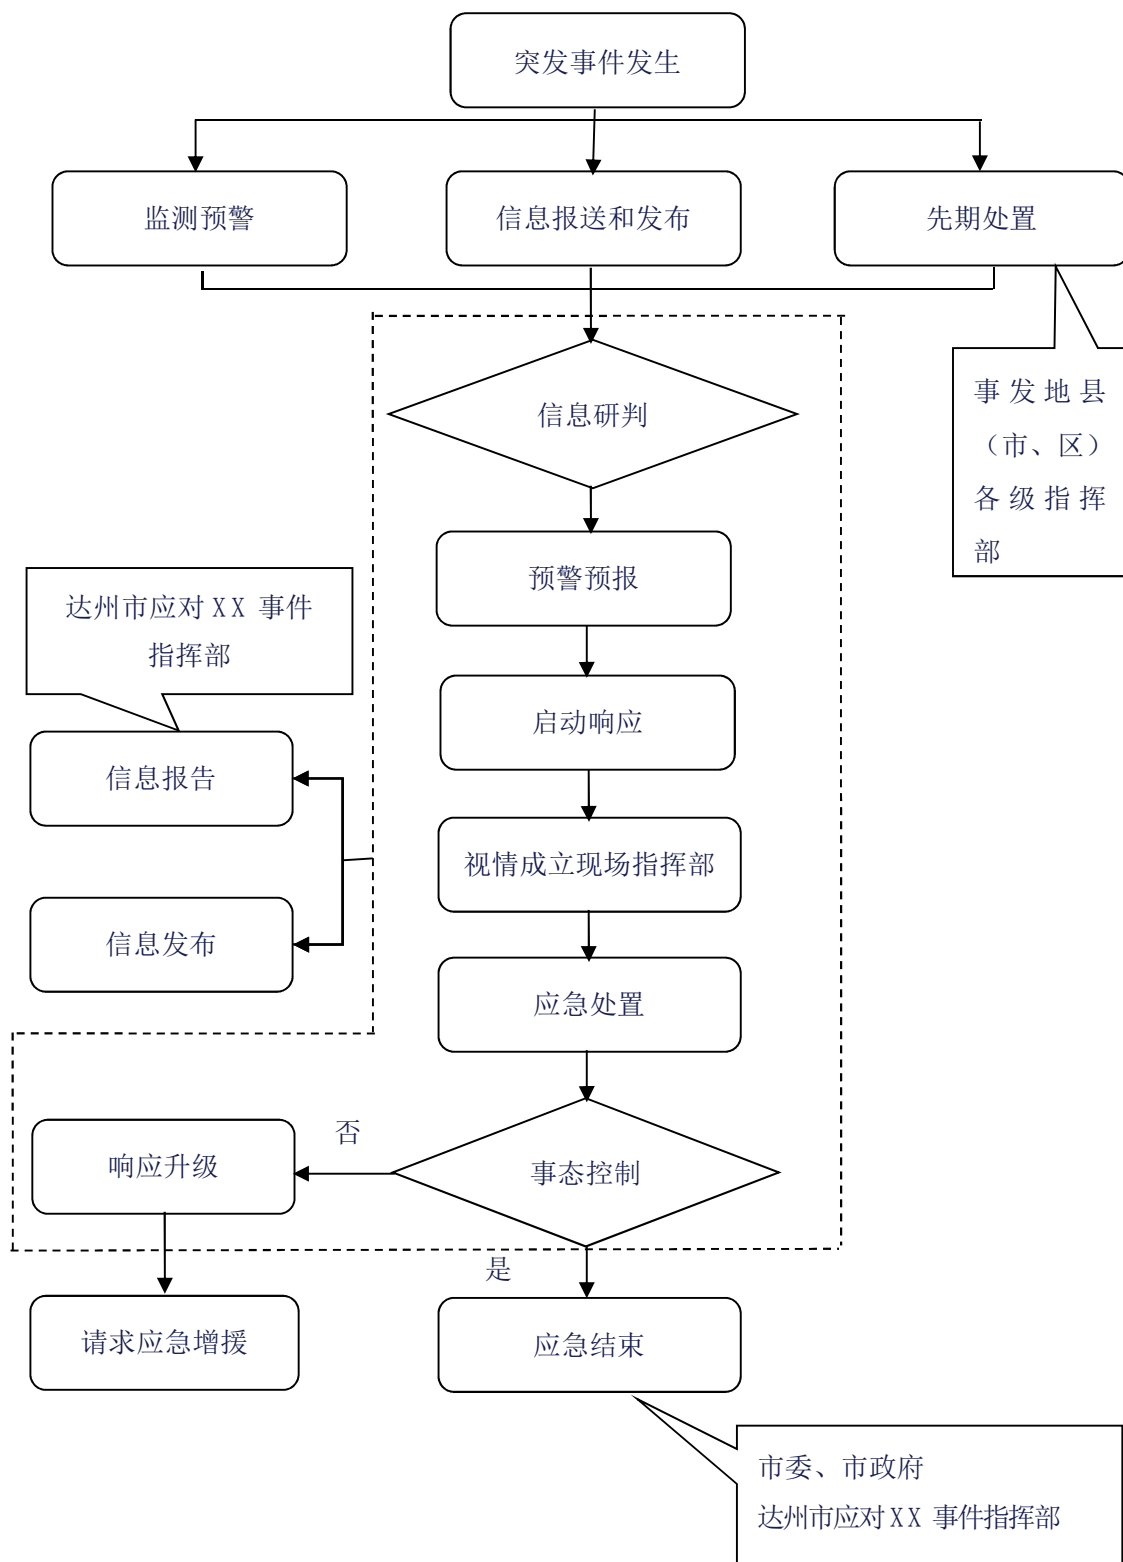 突发事件发生
监测预警
信息报送和发布
先期处置
信息研判
事发地县
（市、区）
各级指挥
部
预警预报
达州市应对XX 事件
指挥部
启动响应
信息报告
视情成立现场指挥部
信息发布
应急处置
否
响应升级
事态控制
是
请求应急增援
应急结束
市委、市政府
达州市应对XX 事件指挥部